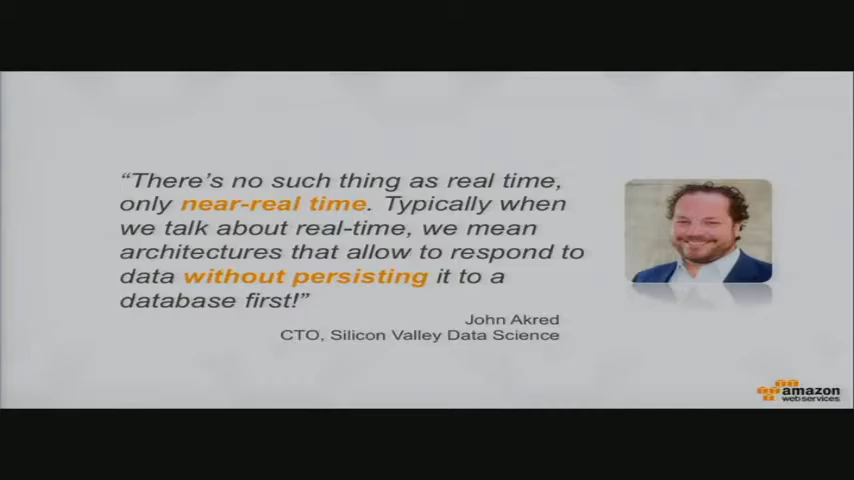 “There’s no such thing as real time,
only near-real time. Typically when
we talk about real-time, we mean
architectures that allow to respond to
data without persisting it to a
database first!”
John Akred
CTO, Silicon Valley Data Science
amazon
webservices